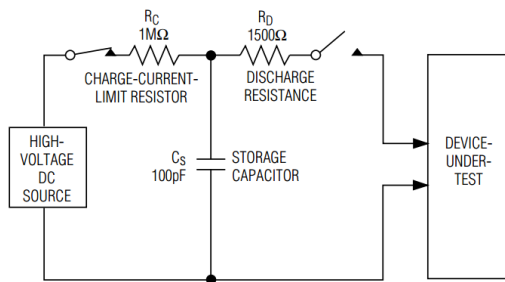 R_C
1MΩ
CHARGE-CURRENT-
LIMIT RESISTOR
R_D
1500Ω
DISCHARGE
RESISTANCE
HIGH-
VOLTAGE
DC
SOURCE
C_S
100pF
STORAGE
CAPACITOR
DEVICE-
UNDER-
TEST